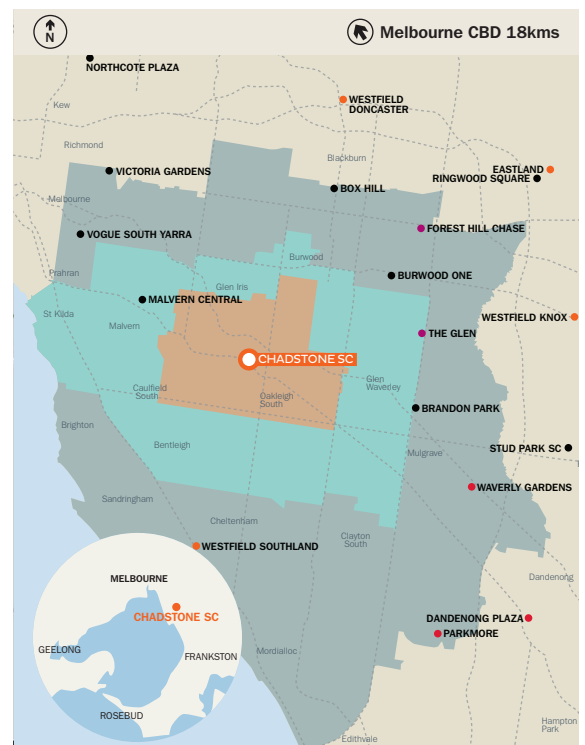 N
Melbourne CBD 18kms
NORTHCOTE PLAZA
Kew
WESTFIELD
DONCASTER
Richmond
Blackburn
EASTLAND
VICTORIA GARDENS
RINGWOOD SQUARE
BOX HILL
Melbourne
FOREST HILL CHASE
VOGUE SOUTH YARRA
Burwood
Prahran
BURWOOD ONE
Glen Iris
MALVERN CENTRAL
St Kilda
WESTFIELD KNOX
Malvern
THE GLEN
CHADSTONE SC
Glen
Waverley
Caulfield
South
Oakleigh
South
BRANDON PARK
Brighton
Bentleigh
STUD PARK SC
Mulgrave
WAVERLY GARDENS
Sandringham
Cheltenham
Clayton
South
WESTFIELD SOUTHLAND
MELBOURNE
Dandenong
CHADSTONE SC
DANDENONG PLAZA
PARKMORE
GEELONG
Mordialloc
FRANKSTON
ROSEBUD
Hampton
Park
Edithvale